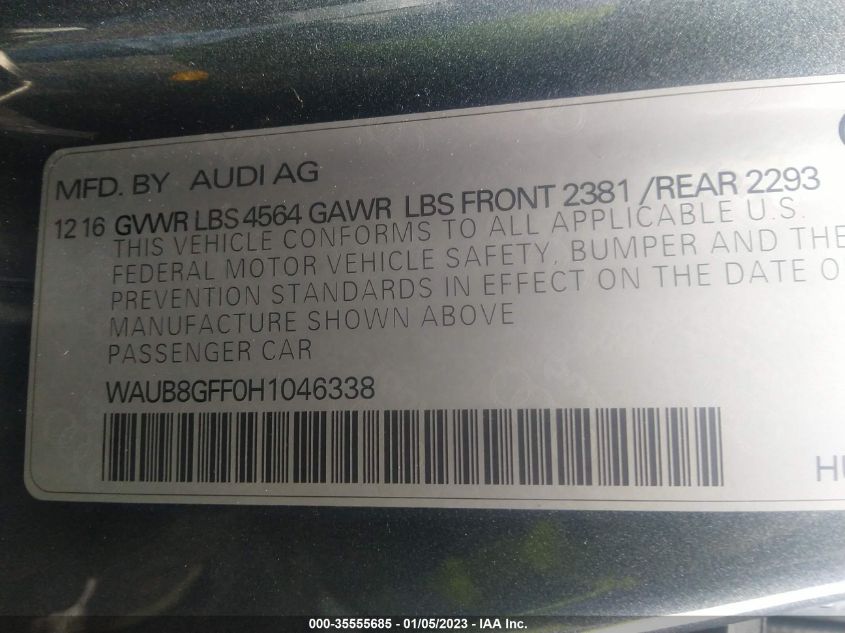 MFD. BY AUDI AG
12 16 GVWR LBS 4564 GAWR LBS FRONT 2381 /REAR 2293
THIS VEHICLE CONFORMS TO ALL APPLICABLE U.S.
FEDERAL MOTOR VEHICLE SAFETY, BUMPER AND THE
PREVENTION STANDARDS IN EFFECT ON THE DATE O
MANUFACTURE SHOWN ABOVE
PASSENGER CAR
WAUB8GFF0H1046338
HU
000-35555685 - 01/05/2023 - © IAA Inc.